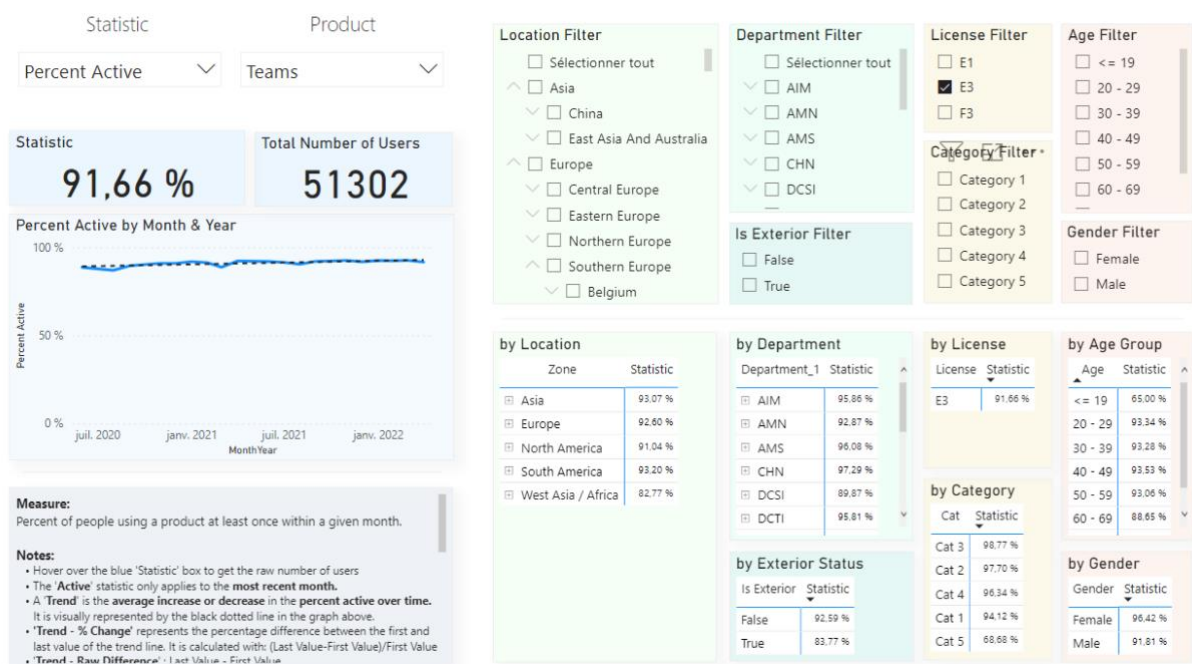 Statistic
Product
Percent Active
Teams
Statistic
91,66 %
Total Number of Users
51302
Percent Active by Month & Year
100 %
50 %
0 %
Percent Active
juil. 2020
janv. 2021
juil. 2021
janv. 2022
MonthYear
Measure:
Percent of people using a product at least once within a given month.
Notes:
• Hover over the blue 'Statistic' box to get the raw number of users
• The 'Active' statistic only applies to the most recent month.
• A 'Trend' is the average increase or decrease in the percent active over time.
It is visually represented by the black dotted line in the graph above.
• 'Trend - % Change' represents the percentage difference between the first and
last value of the trend line. It is calculated with: (Last Value-First Value)/First Value
• 'Trend - Raw Difference' : Last Value - First Value
Location Filter
Sélectionner tout
Asia
China
East Asia And Australia
Europe
Central Europe
Eastern Europe
Northern Europe
Southern Europe
Belgium
Department Filter
Sélectionner tout
AIM
AMN
AMS
CHN
DCSI
Is Exterior Filter
False
True
License Filter
E1
E3
F3
Category Filter
Category 1
Category 2
Category 3
Category 4
Category 5
Age Filter
<= 19
20 - 29
30 - 39
40 - 49
50 - 59
60 - 69
Gender Filter
Female
Male
by Location
Zone Statistic
Asia 93,07 %
Europe 92,60 %
North America 91,04 %
South America 93,20 %
West Asia / Africa 82,77 %
by Department
Department_1 Statistic
AIM 95,86 %
AMN 92,87 %
AMS 96,08 %
CHN 97,29 %
DCSI 89,87 %
DCTI 95,81 %
by Exterior Status
Is Exterior Statistic
False 92,59 %
True 83,77 %
by License
License Statistic
E3 91,66 %
by Category
Cat Statistic
Cat 3 98,77 %
Cat 2 97,70 %
Cat 4 96,34 %
Cat 1 94,12 %
Cat 5 68,68 %
by Age Group
Age Statistic
<= 19 65,00 %
20 - 29 93,34 %
30 - 39 93,28 %
40 - 49 93,53 %
50 - 59 93,06 %
60 - 69 88,65 %
by Gender
Gender Statistic
Female 96,42 %
Male 91,81 %